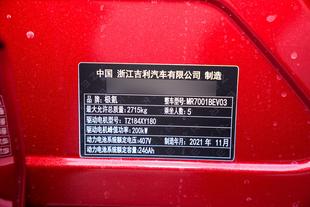 中国 浙江吉利汽车有限公司 制造
品牌 极氪 整车型号 MR7001BEV03
最大允许总质量 2715kg 乘坐人数 5
驱动电机型号 TZ184XY180
驱动电机峰值功率 200kW
动力电池系统额定电压 407V 制造年月 2021 年 11 月
动力电池系统额定容量 246Ah